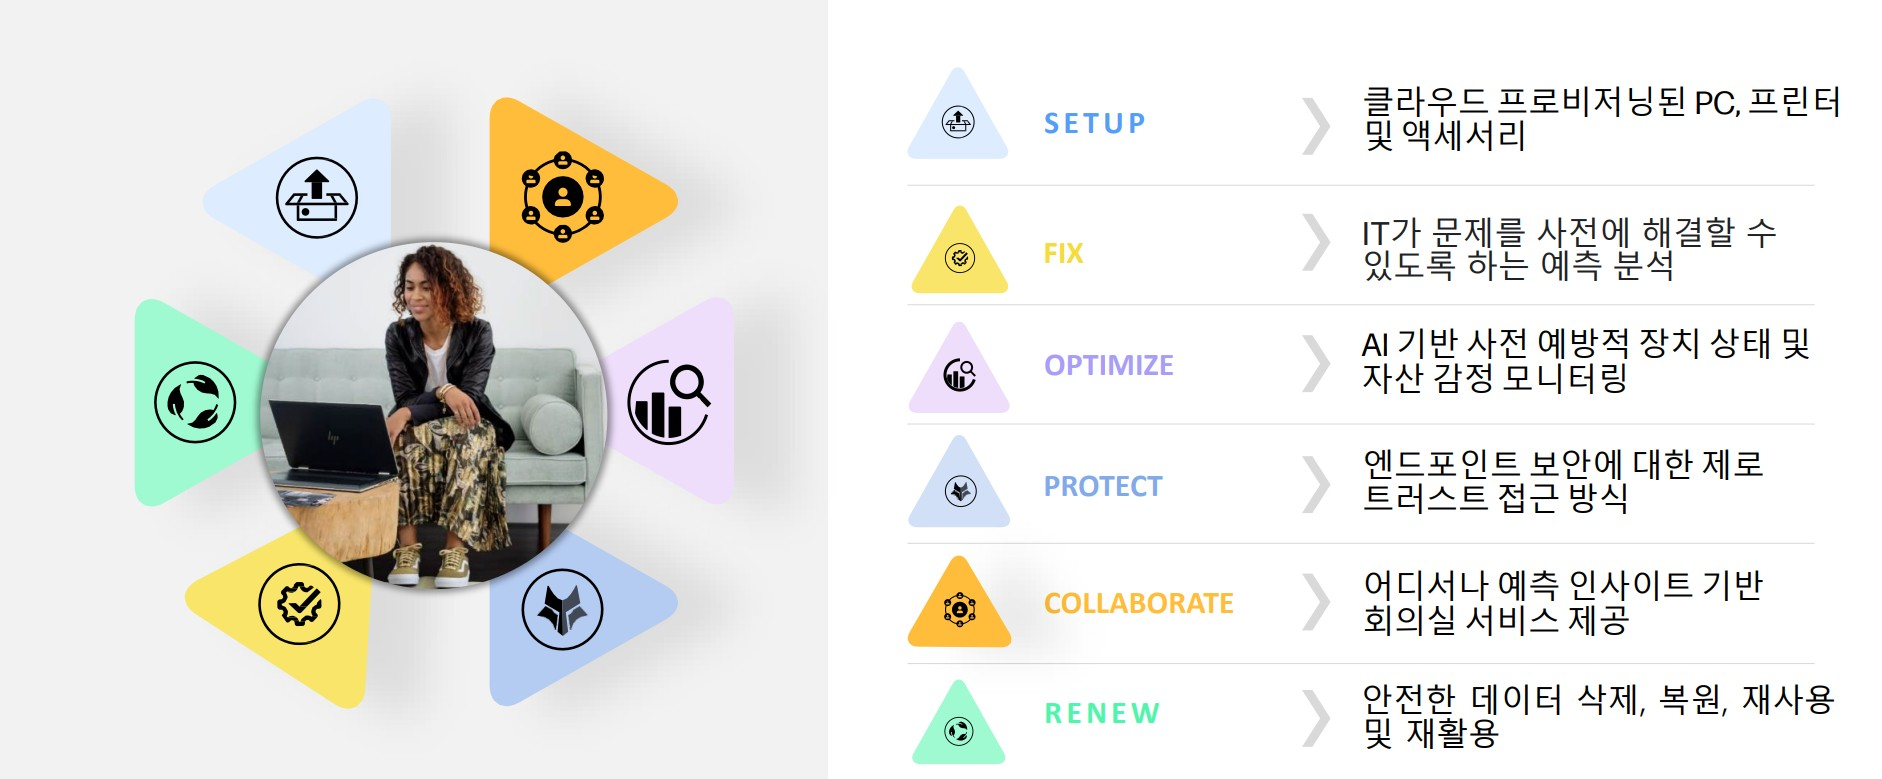 SETUP
클라우드 프로비저닝된 PC, 프린터
및 액세서리
FIX
IT가 문제를 사전에 해결할 수
있도록 하는 예측 분석
OPTIMIZE
AI 기반 사전 예방적 장치 상태 및
자산 감정 모니터링
PROTECT
엔드포인트 보안에 대한 제로
트러스트 접근 방식
COLLABORATE
어디서나 예측 인사이트 기반
회의실 서비스 제공
RENEW
안전한 데이터 삭제, 복원, 재사용
및 재활용
hp